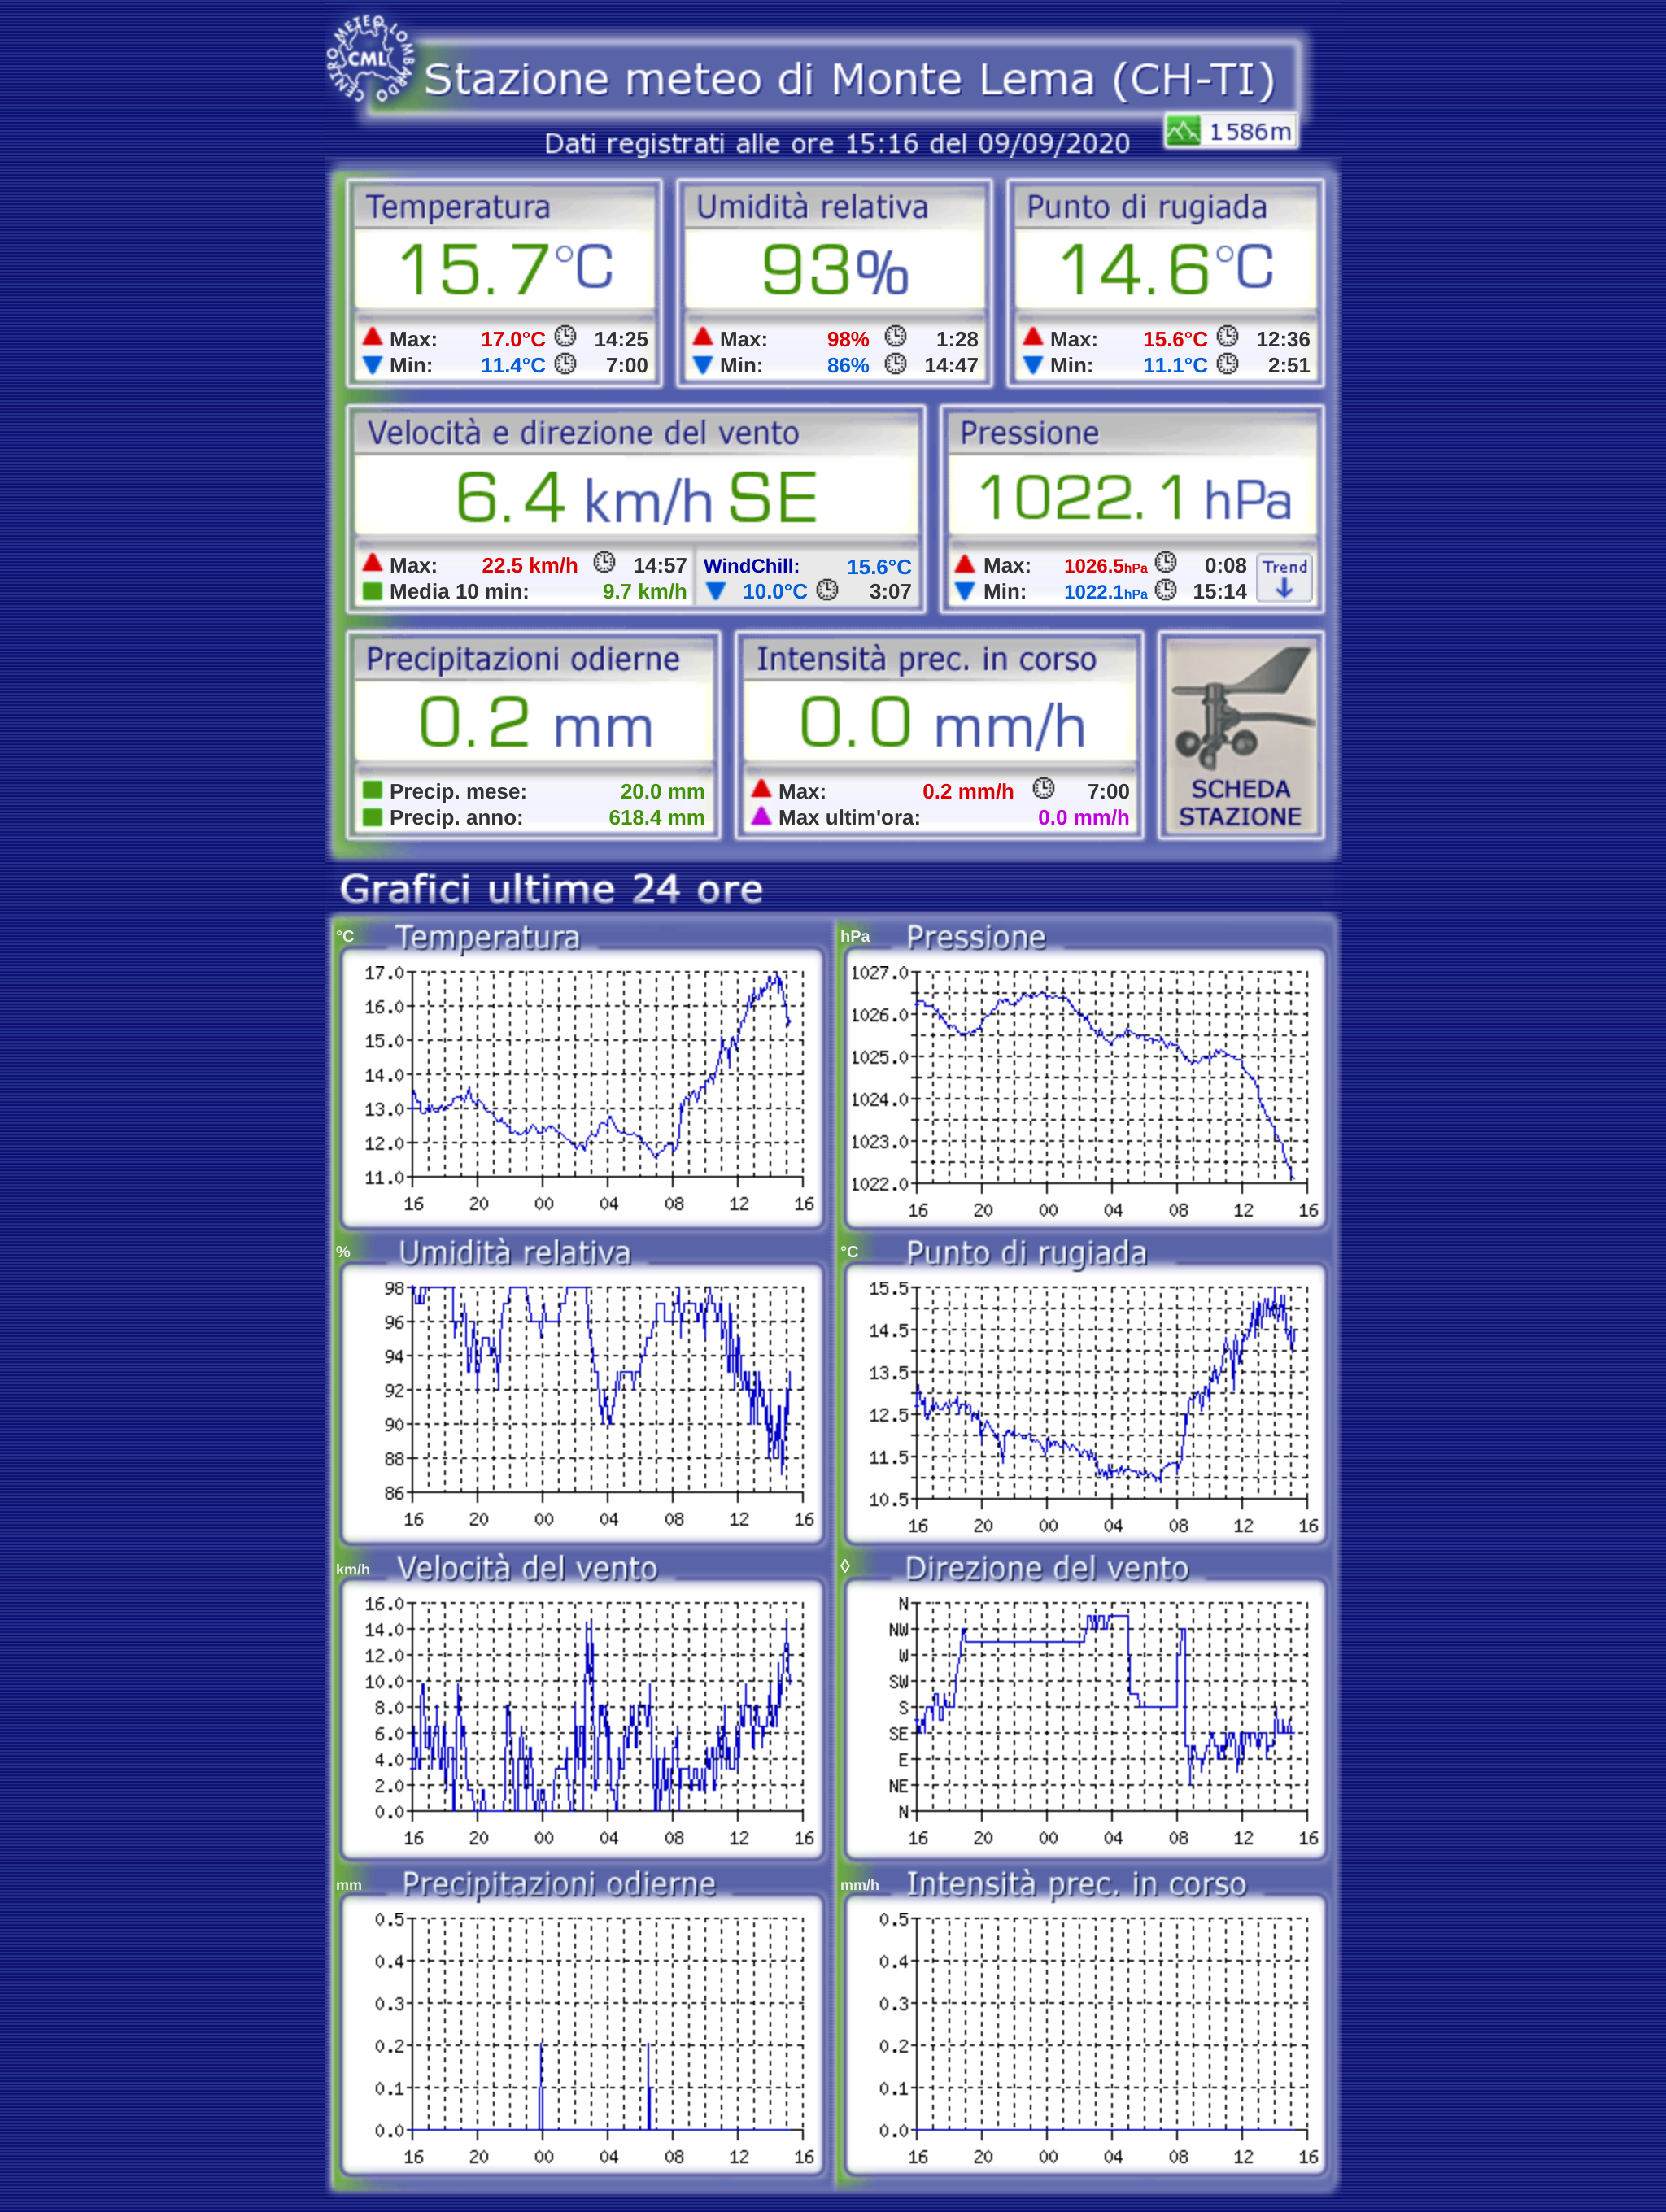 CENTRO METEO LOMBARDO
CML
Stazione meteo di Monte Lema (CH-TI)
1586m
Dati registrati alle ore 15:16 del 09/09/2020
Temperatura
15.7°C
Max: 17.0°C 14:25
Min: 11.4°C 7:00
Umidità relativa
93%
Max: 98% 1:28
Min: 86% 14:47
Punto di rugiada
14.6°C
Max: 15.6°C 12:36
Min: 11.1°C 2:51
Velocità e direzione del vento
6.4 km/h SE
Max: 22.5 km/h 14:57
Media 10 min: 9.7 km/h
WindChill: 15.6°C
10.0°C 3:07
Pressione
1022.1 hPa
Max: 1026.5hPa 0:08
Min: 1022.1hPa 15:14
Trend
Precipitazioni odierne
0.2 mm
Precip. mese: 20.0 mm
Precip. anno: 618.4 mm
Intensità prec. in corso
0.0 mm/h
Max: 0.2 mm/h 7:00
Max ultim'ora: 0.0 mm/h
SCHEDA
STAZIONE
Grafici ultime 24 ore
°C Temperatura
17.0
16.0
15.0
14.0
13.0
12.0
11.0
16 20 00 04 08 12 16
hPa Pressione
1027.0
1026.0
1025.0
1024.0
1023.0
1022.0
16 20 00 04 08 12 16
% Umidità relativa
98
96
94
92
90
88
86
16 20 00 04 08 12 16
°C Punto di rugiada
15.5
14.5
13.5
12.5
11.5
10.5
16 20 00 04 08 12 16
km/h Velocità del vento
16.0
14.0
12.0
10.0
8.0
6.0
4.0
2.0
0.0
16 20 00 04 08 12 16
◊ Direzione del vento
N
NW
W
SW
S
SE
E
NE
N
16 20 00 04 08 12 16
mm Precipitazioni odierne
0.5
0.4
0.3
0.2
0.1
0.0
16 20 00 04 08 12 16
mm/h Intensità prec. in corso
0.5
0.4
0.3
0.2
0.1
0.0
16 20 00 04 08 12 16